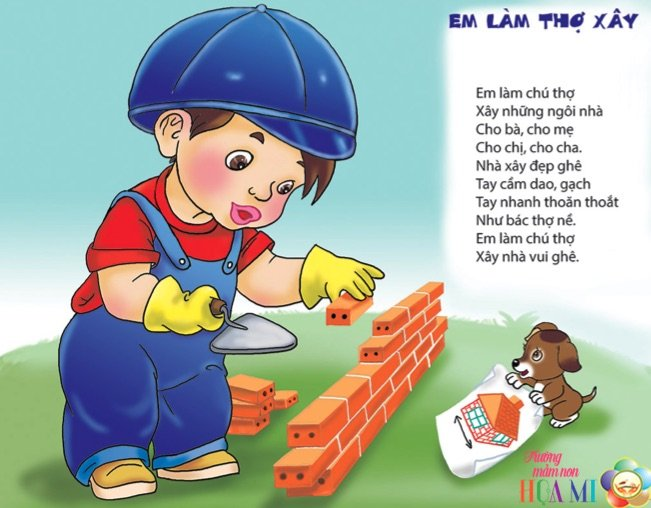 EM LÀM THỢ XÂY
Em làm chú thợ
Xây những ngôi nhà
Cho bà, cho mẹ
Cho chị, cho cha.
Nhà xây đẹp ghê
Tay cầm dao, gạch
Tay nhanh thoăn thoắt
Như bác thợ nề.
Em làm chú thợ
Xây nhà vui ghê.
Trường
mầm non
HỌA MI